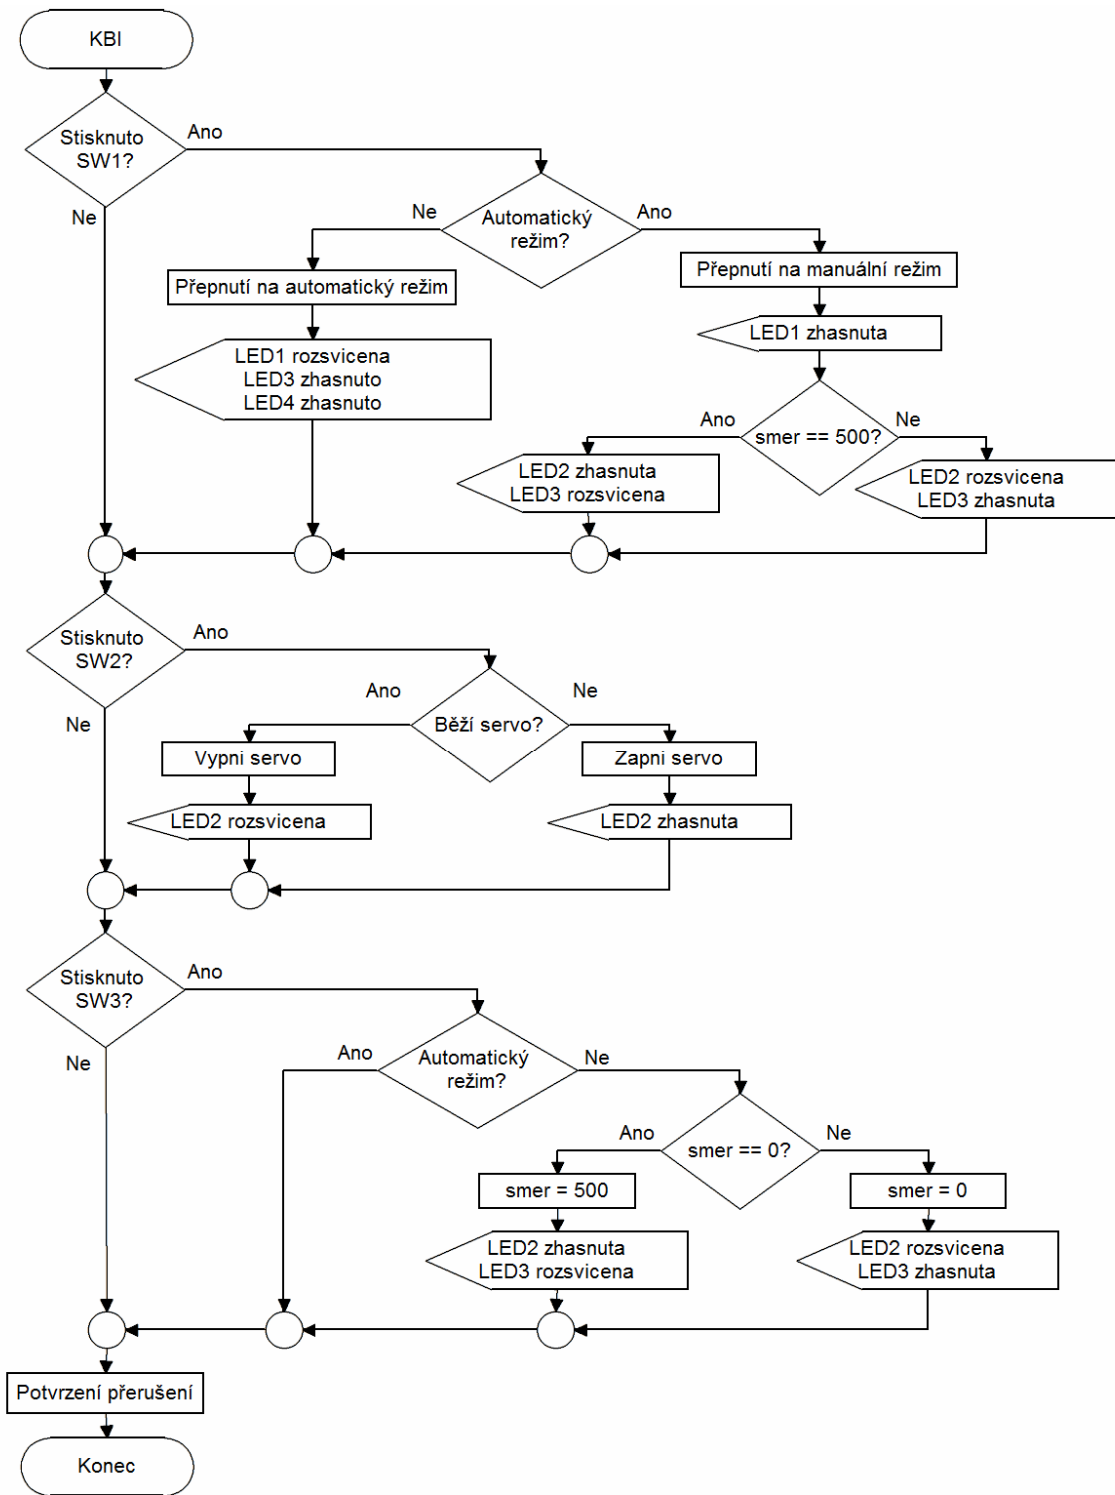 KBI
Stisknuto
SW1?
Ano
Ne
Automatický
režim?
Ne
Ano
Přepnutí na automatický režim
Přepnutí na manuální režim
LED1 rozsvicena
LED3 zhasnuto
LED4 zhasnuto
LED1 zhasnuta
smer == 500?
Ano
Ne
LED2 zhasnuta
LED3 rozsvicena
LED2 rozsvicena
LED3 zhasnuta
Stisknuto
SW2?
Ano
Ne
Běží servo?
Ano
Ne
Vypni servo
Zapni servo
LED2 rozsvicena
LED2 zhasnuta
Stisknuto
SW3?
Ano
Ne
Automatický
režim?
Ano
Ne
smer == 0?
Ano
Ne
smer = 500
smer = 0
LED2 zhasnuta
LED3 rozsvicena
LED2 rozsvicena
LED3 zhasnuta
Potvrzení přerušení
Konec